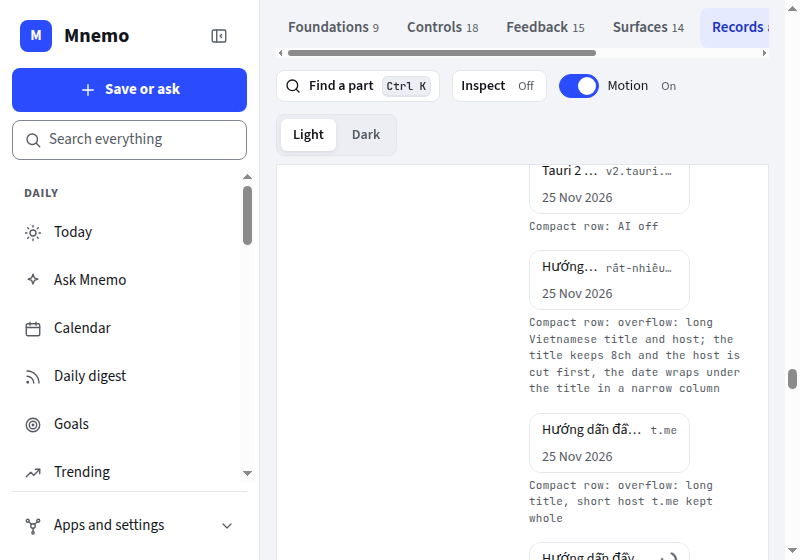 M Mnemo
Save or ask
Search everything
DAILY
Today
Ask Mnemo
Calendar
Daily digest
Goals
Trending
Apps and settings
Foundations 9 Controls 18 Feedback 15 Surfaces 14 Records
Find a part Ctrl K Inspect Off Motion On
Light Dark
Tauri 2 … v2.tauri.…
25 Nov 2026
Compact row: AI off
Hướng… rất-nhiều…
25 Nov 2026
Compact row: overflow: long
Vietnamese title and host; the
title keeps 8ch and the host is
cut first, the date wraps under
the title in a narrow column
Hướng dẫn đầ… t.me
25 Nov 2026
Compact row: overflow: long
title, short host t.me kept
whole
Hướng dẫn đầy